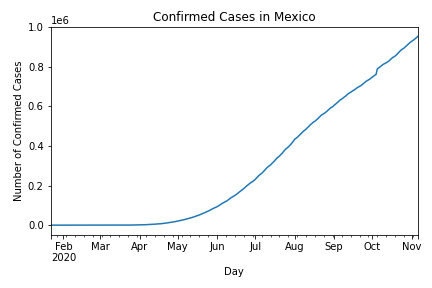 Confirmed Cases in Mexico
1e6
1.0
0.8
0.6
0.4
0.2
0.0
Number of Confirmed Cases
Feb Mar Apr May Jun Jul Aug Sep Oct Nov
2020
Day